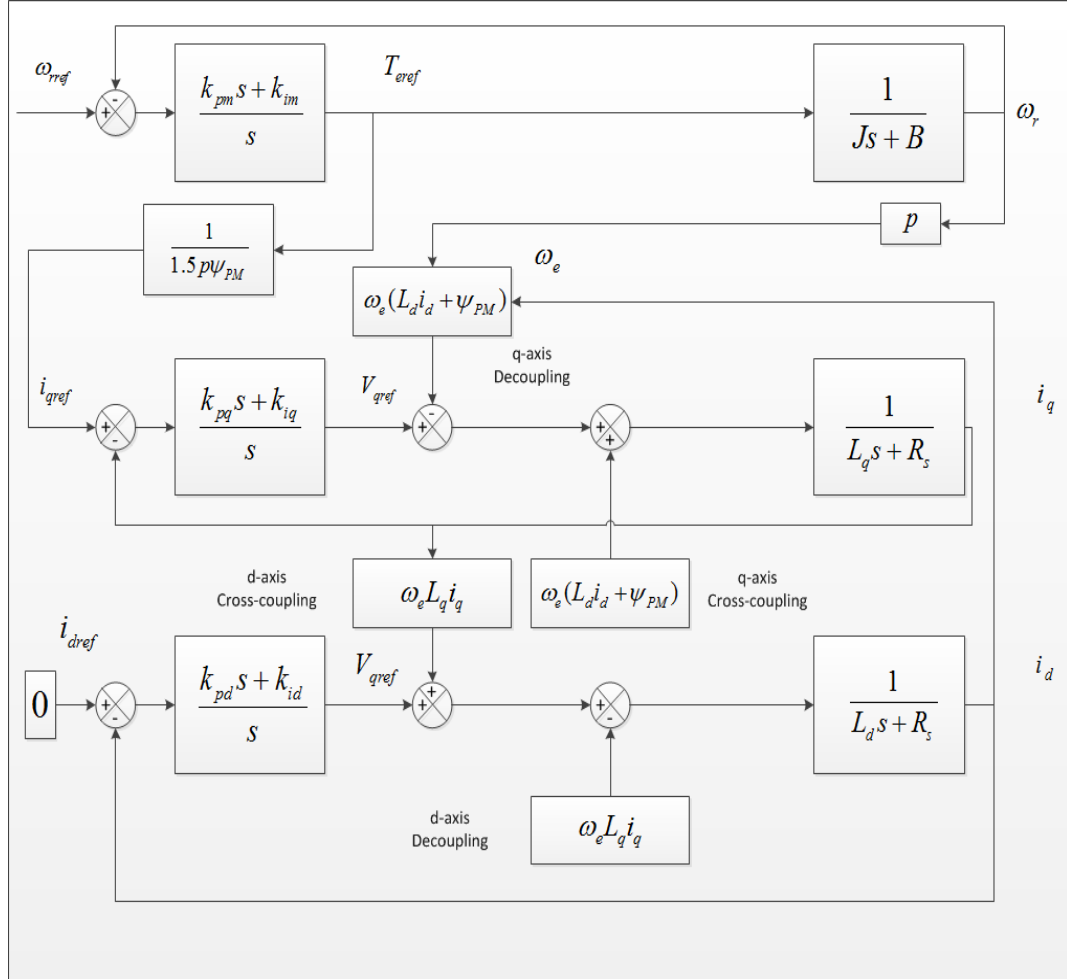 ω_rref
-
+
k_pm s + k_im
s
T_eref
1
Js + B
ω_r
1
1.5pψ_PM
p
ω_e
ω_e(L_d i_d + ψ_PM)
q-axis
Decoupling
i_qref
+
-
k_pq s + k_iq
s
V_qref
-
+
+
+
1
L_q s + R_s
i_q
d-axis
Cross-coupling
ω_e L_q i_q
ω_e(L_d i_d + ψ_PM)
q-axis
Cross-coupling
i_dref
0
+
-
k_pd s + k_id
s
V_qref
+
+
+
-
1
L_d s + R_s
i_d
d-axis
Decoupling
ω_e L_q i_q